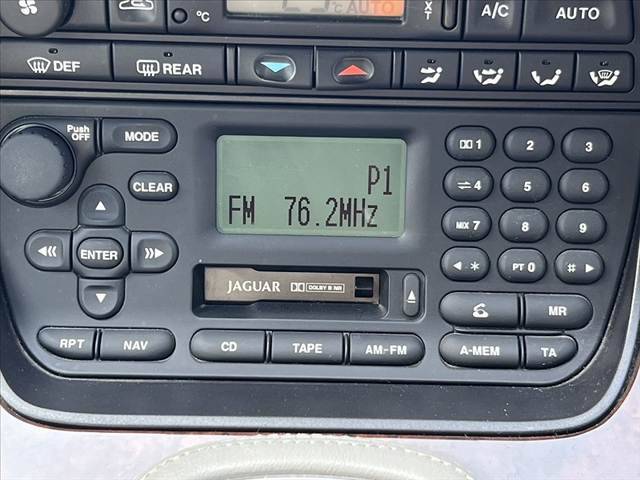 °C
°C AUTO
EXT
A/C
AUTO
DEF
REAR
Push OFF
MODE
CLEAR
ENTER
RPT
NAV
P1
FM 76.2MHz
JAGUAR DOLBY B NR
CD
TAPE
AM-FM
1
2
3
4
5
6
MIX 7
8
9
*
PT 0
#
MR
A-MEM
TA